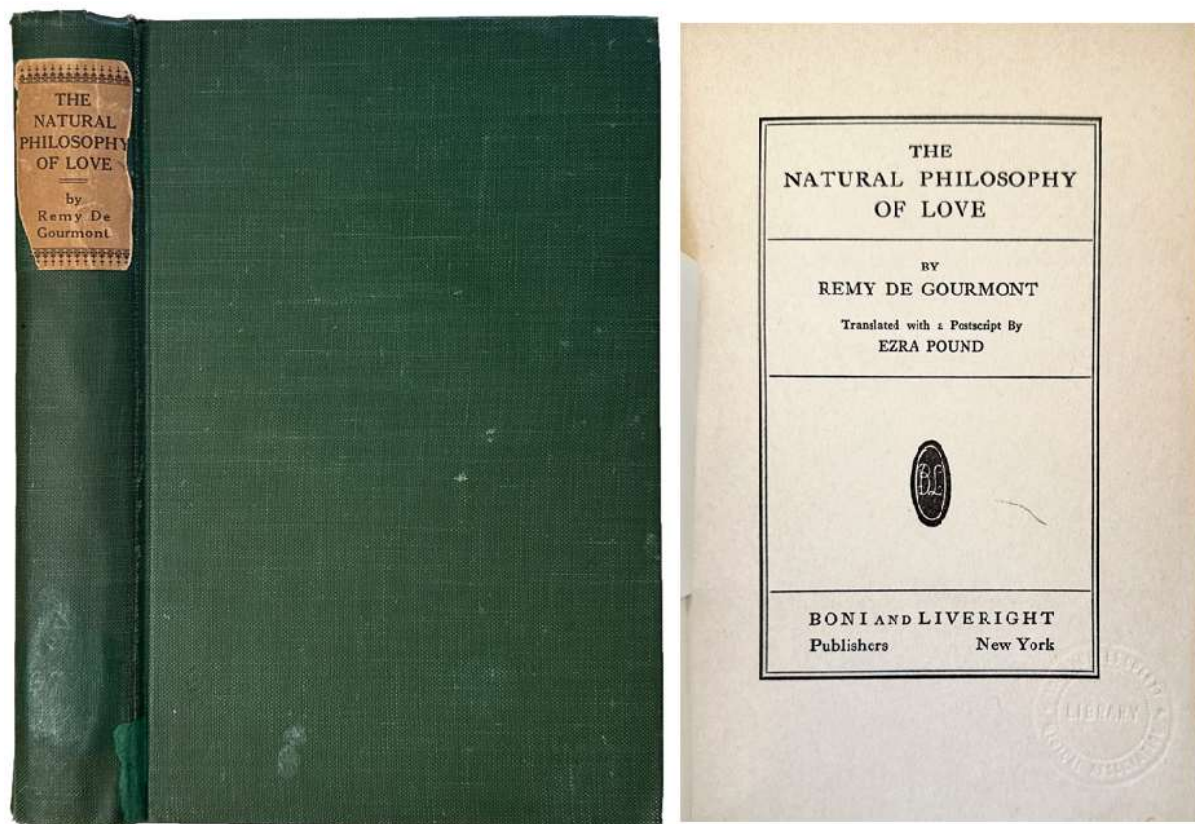 THE
NATURAL
PHILOSOPHY
OF LOVE
by
Remy De
Gourmont
THE
NATURAL PHILOSOPHY
OF LOVE
BY
REMY DE GOURMONT
Translated with a Postscript By
EZRA POUND
BL
BONI AND LIVERIGHT
Publishers New York
LIBRARY